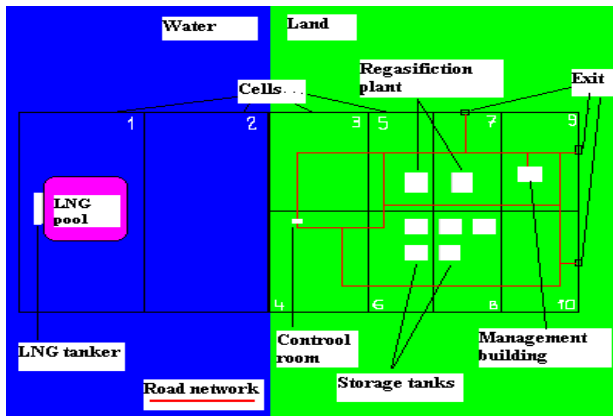 Water
Land
Regasifiction
plant
Exit
Cells...
1
2
3
5
7
9
LNG
pool
4
6
8
10
LNG tanker
Controol
room
Storage tanks
Management
building
Road network